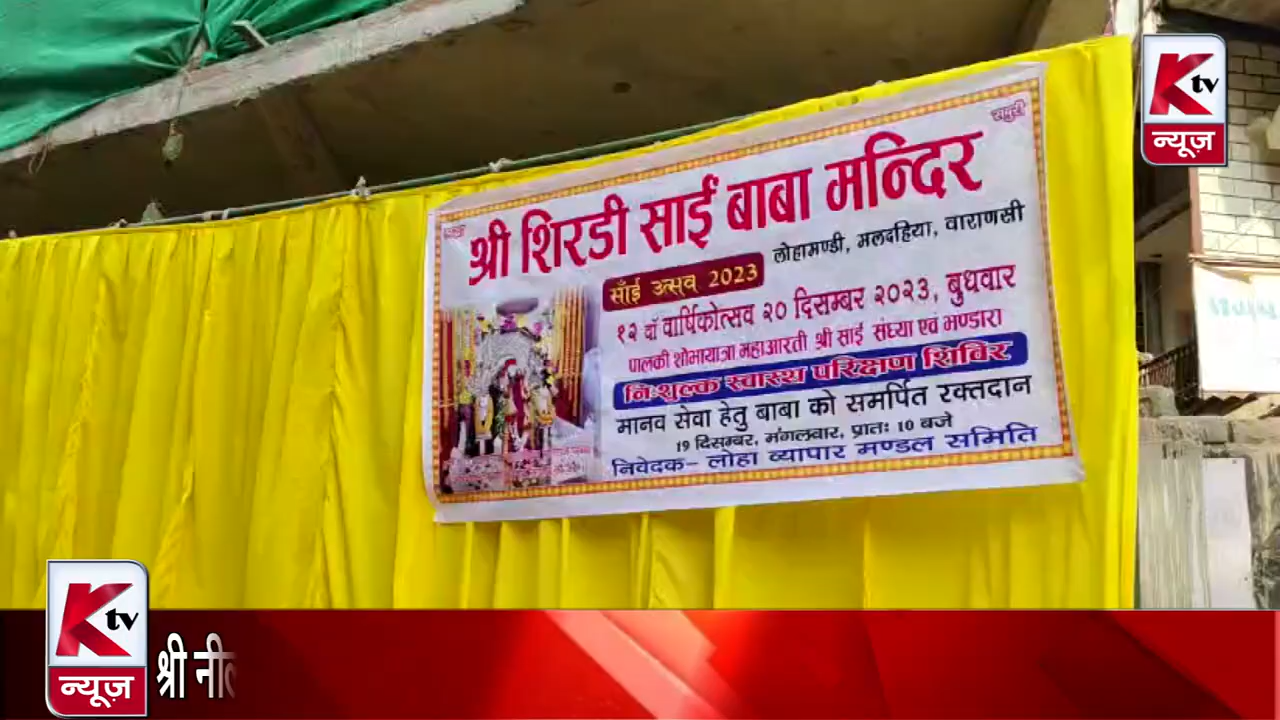 K tv
न्यूज़
श्री शिरडी साईं बाबा मन्दिर
लोहामण्डी, मलदहिया, वाराणसी
साँई उत्सव 2023
१२ वाँ वार्षिकोत्सव २० दिसम्बर २०२३, बुधवार
पालकी शोभायात्रा महाआरती श्री साई संध्या एवं भण्डारा
निःशुल्क स्वास्थ परिक्षण शिविर
मानव सेवा हेतु बाबा को समर्पित रक्तदान
19 दिसम्बर, मंगलवार, प्रातः 10 बजे
निवेदक- लोहा व्यापार मण्डल समिति
K tv
न्यूज़
श्री